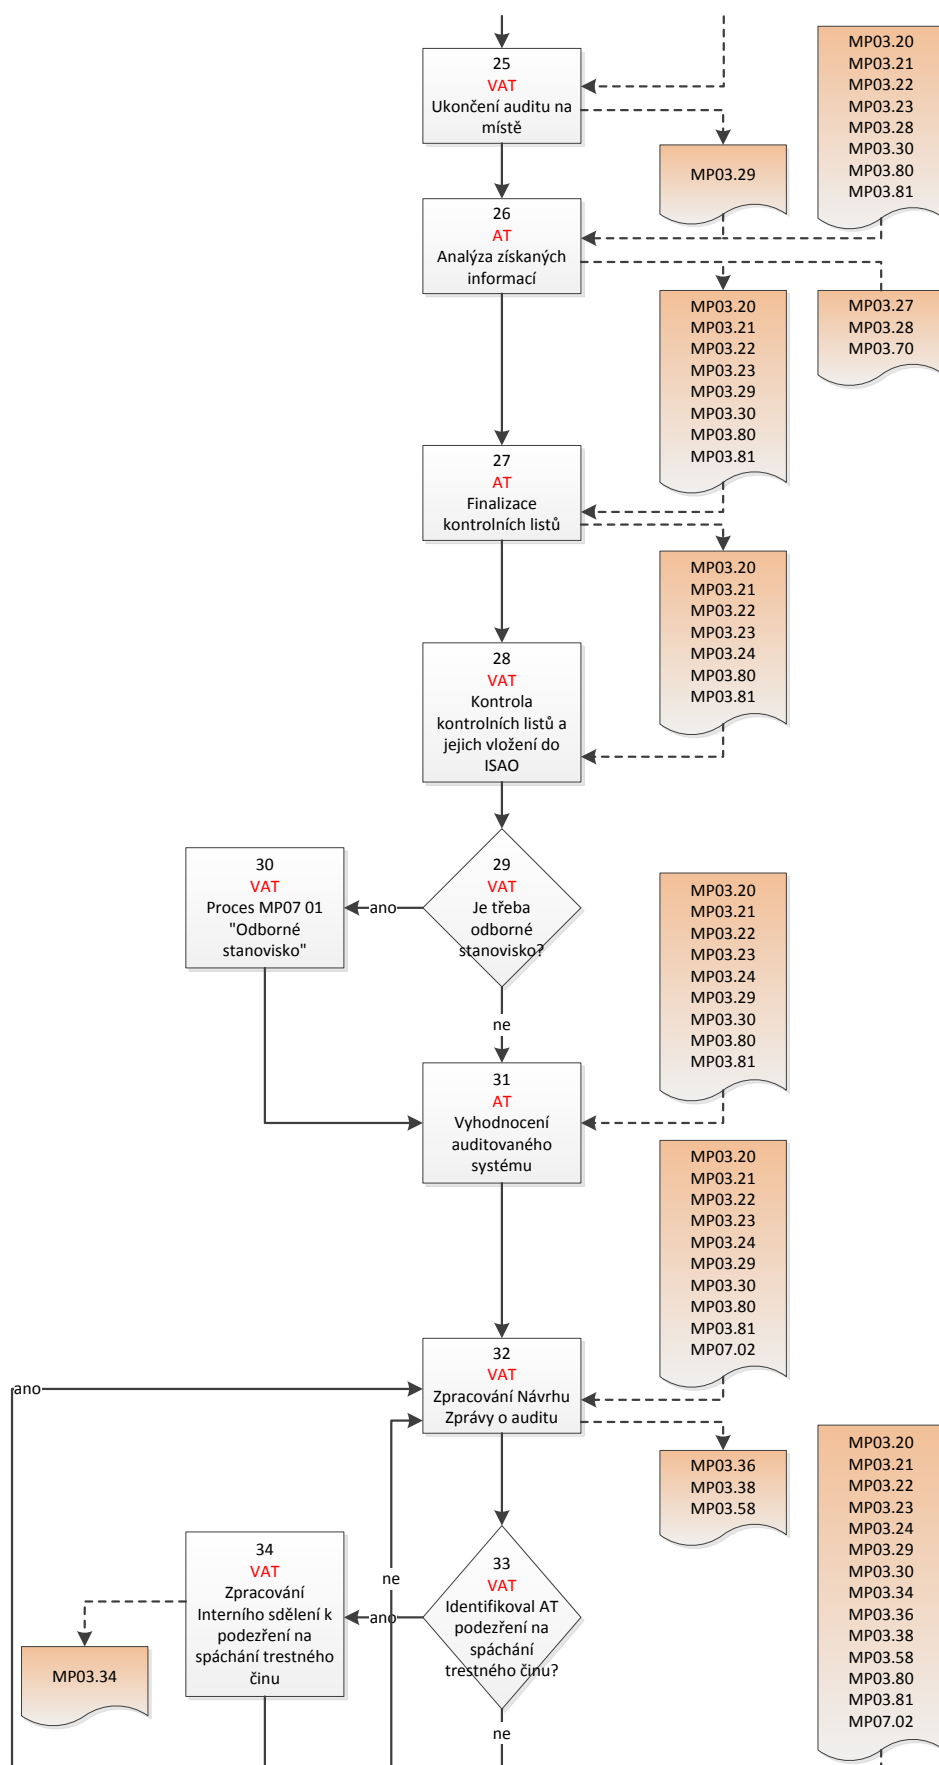 25
VAT
Ukončení auditu na
místě
MP03.20
MP03.21
MP03.22
MP03.23
MP03.28
MP03.30
MP03.80
MP03.81
MP03.29
26
AT
Analýza získaných
informací
MP03.20
MP03.21
MP03.22
MP03.23
MP03.29
MP03.30
MP03.80
MP03.81
MP03.27
MP03.28
MP03.70
27
AT
Finalizace
kontrolních listů
MP03.20
MP03.21
MP03.22
MP03.23
MP03.24
MP03.80
MP03.81
28
VAT
Kontrola
kontrolních listů a
jejich vložení do
ISAO
29
VAT
Je třeba
odborné
stanovisko?
ano
30
VAT
Proces MP07 01
"Odborné
stanovisko"
ne
MP03.20
MP03.21
MP03.22
MP03.23
MP03.24
MP03.29
MP03.30
MP03.80
MP03.81
31
AT
Vyhodnocení
auditovaného
systému
MP03.20
MP03.21
MP03.22
MP03.23
MP03.24
MP03.29
MP03.30
MP03.80
MP03.81
MP07.02
ano
32
VAT
Zpracování Návrhu
Zprávy o auditu
MP03.36
MP03.38
MP03.58
MP03.20
MP03.21
MP03.22
MP03.23
MP03.24
MP03.29
MP03.30
MP03.34
MP03.36
MP03.38
MP03.58
MP03.80
MP03.81
MP07.02
33
VAT
Identifikoval AT
podezření na
spáchání
trestného činu?
ano
ne
34
VAT
Zpracování
Interního sdělení k
podezření na
spáchání trestného
činu
MP03.34
ne